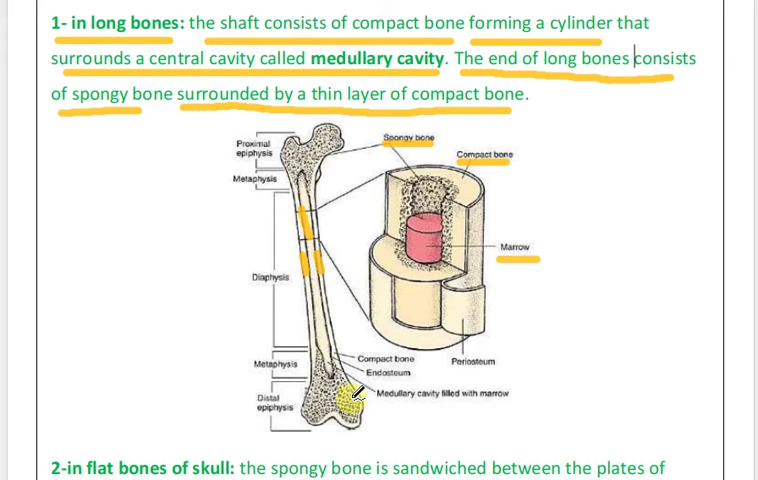 1- in long bones: the shaft consists of compact bone forming a cylinder that
surrounds a central cavity called medullary cavity. The end of long bones consists
of spongy bone surrounded by a thin layer of compact bone.
Proximal
epiphysis
Spongy bone
Compact bone
Metaphysis
Marrow
Diaphysis
Compact bone
Periosteum
Metaphysis
Endosteum
Medullary cavity filled with marrow
Distal
epiphysis
2-in flat bones of skull: the spongy bone is sandwiched between the plates of